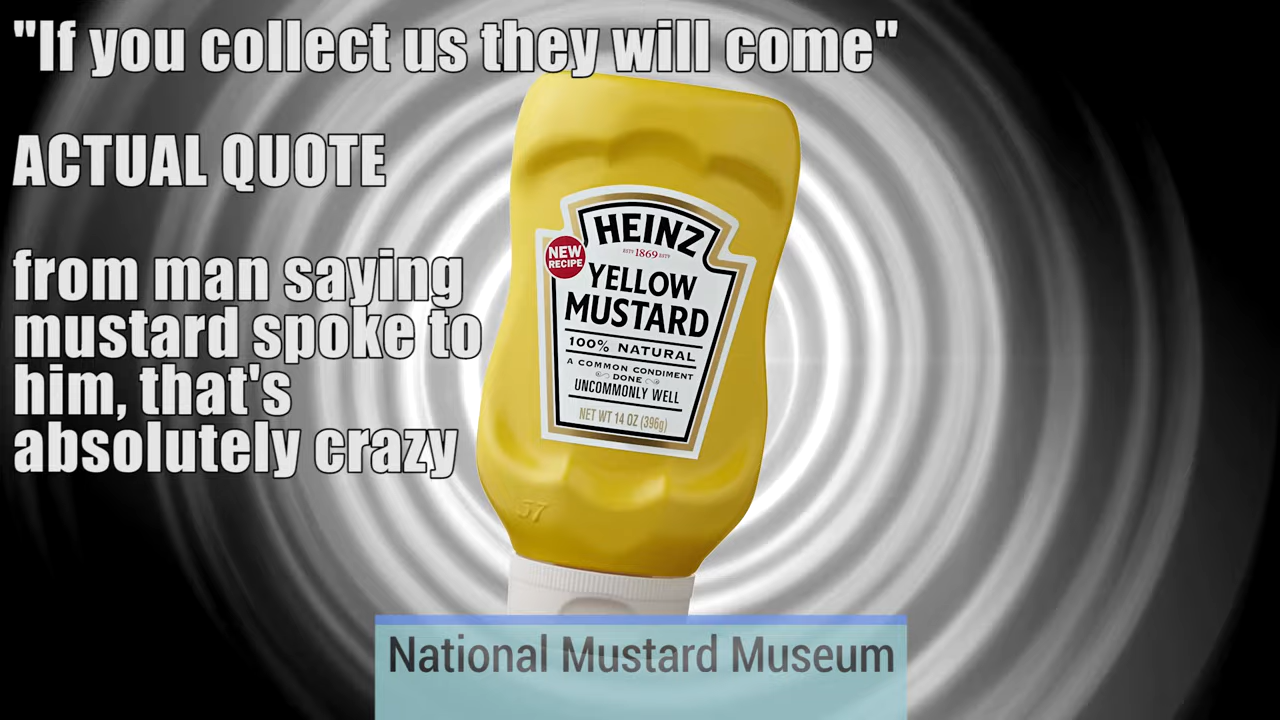 "If you collect us they will come"
ACTUAL QUOTE
from man saying
mustard spoke to
him, that's
absolutely crazy
HEINZ
ESTD 1869 ESTD
NEW
RECIPE
YELLOW
MUSTARD
100% NATURAL
A COMMON CONDIMENT
DONE
UNCOMMONLY WELL
NET WT 14 OZ (396g)
57
National Mustard Museum